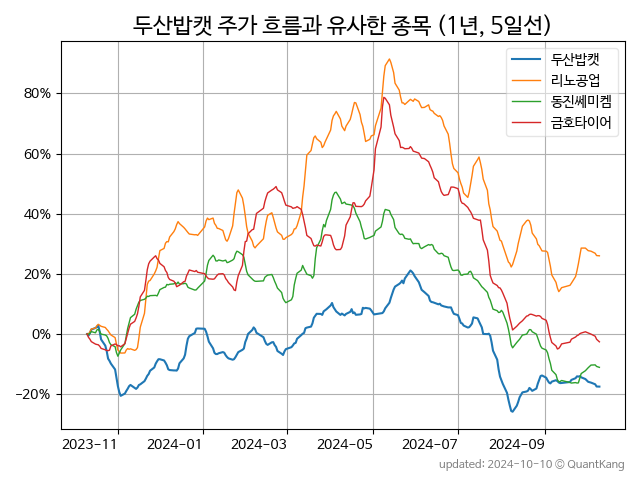 두산밥캣 주가 흐름과 유사한 종목 (1년, 5일선)
두산밥캣
리노공업
동진쎄미켐
금호타이어
80%
60%
40%
20%
0%
−20%
2023-11
2024-01
2024-03
2024-05
2024-07
2024-09
updated: 2024-10-10 © QuantKang